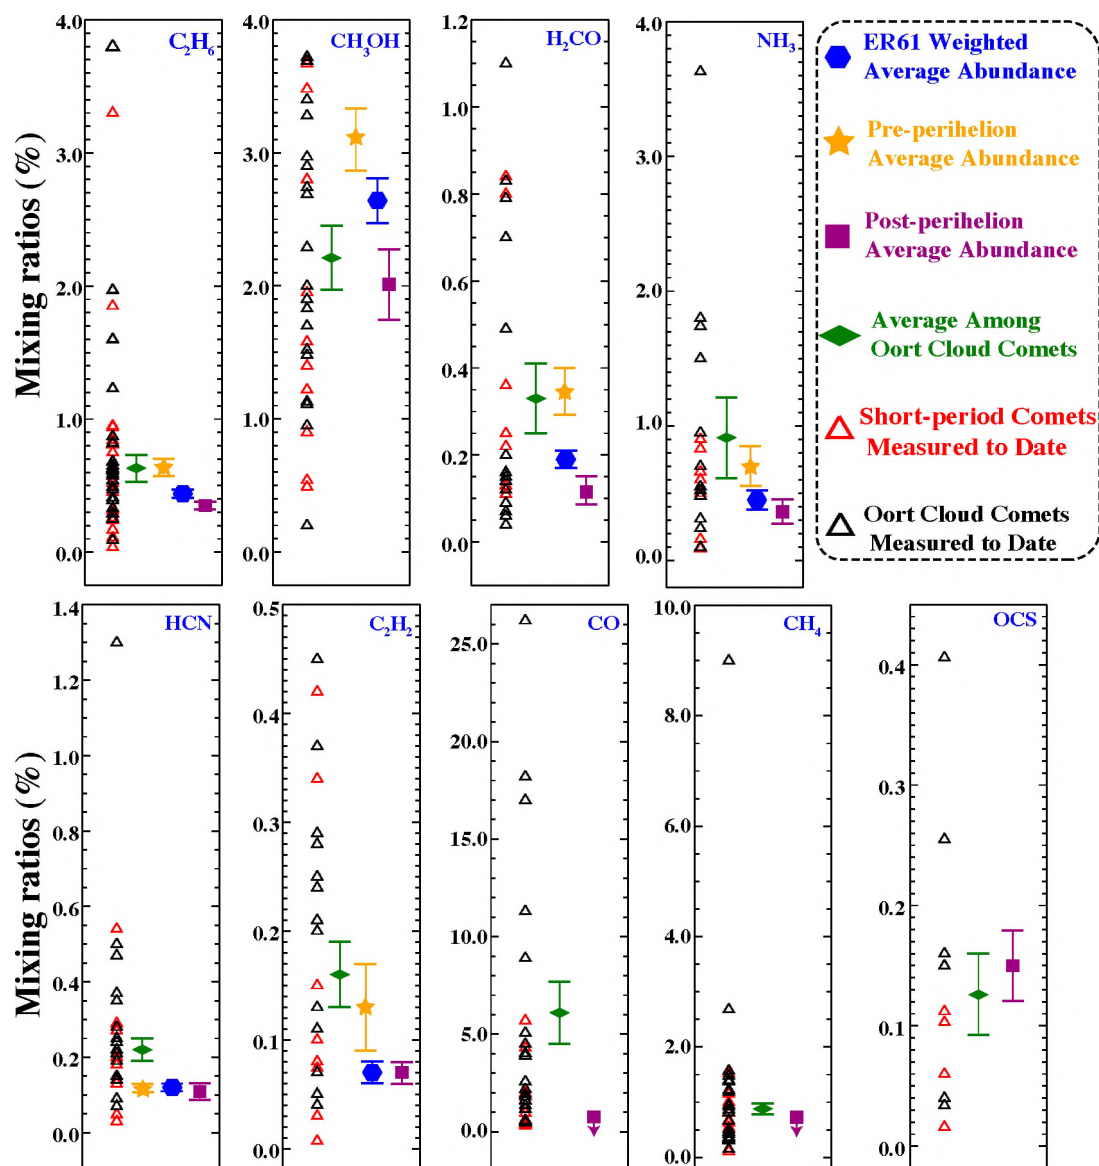 Mixing ratios (%)
C₂H₆
4.0
3.0
2.0
1.0
0.0
CH₃OH
4.0
3.0
2.0
1.0
0.0
H₂CO
1.2
1.0
0.8
0.6
0.4
0.2
0.0
NH₃
4.0
3.0
2.0
1.0
0.0
ER61 Weighted
Average Abundance
Pre-perihelion
Average Abundance
Post-perihelion
Average Abundance
Average Among
Oort Cloud Comets
Short-period Comets
Measured to Date
Oort Cloud Comets
Measured to Date
Mixing ratios (%)
HCN
1.4
1.2
1.0
0.8
0.6
0.4
0.2
0.0
C₂H₂
0.5
0.4
0.3
0.2
0.1
0.0
CO
25.0
20.0
15.0
10.0
5.0
0.0
CH₄
10.0
8.0
6.0
4.0
2.0
0.0
OCS
0.4
0.3
0.2
0.1
0.0